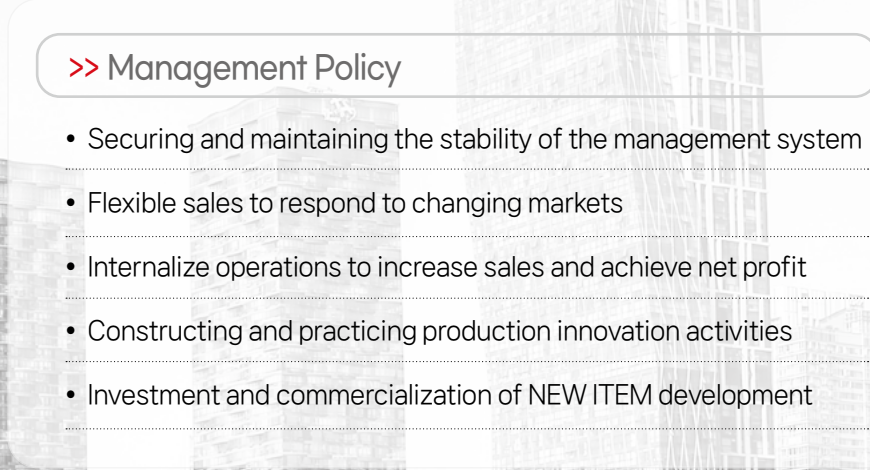 >> Management Policy
• Securing and maintaining the stability of the management system
• Flexible sales to respond to changing markets
• Internalize operations to increase sales and achieve net profit
• Constructing and practicing production innovation activities
• Investment and commercialization of NEW ITEM development